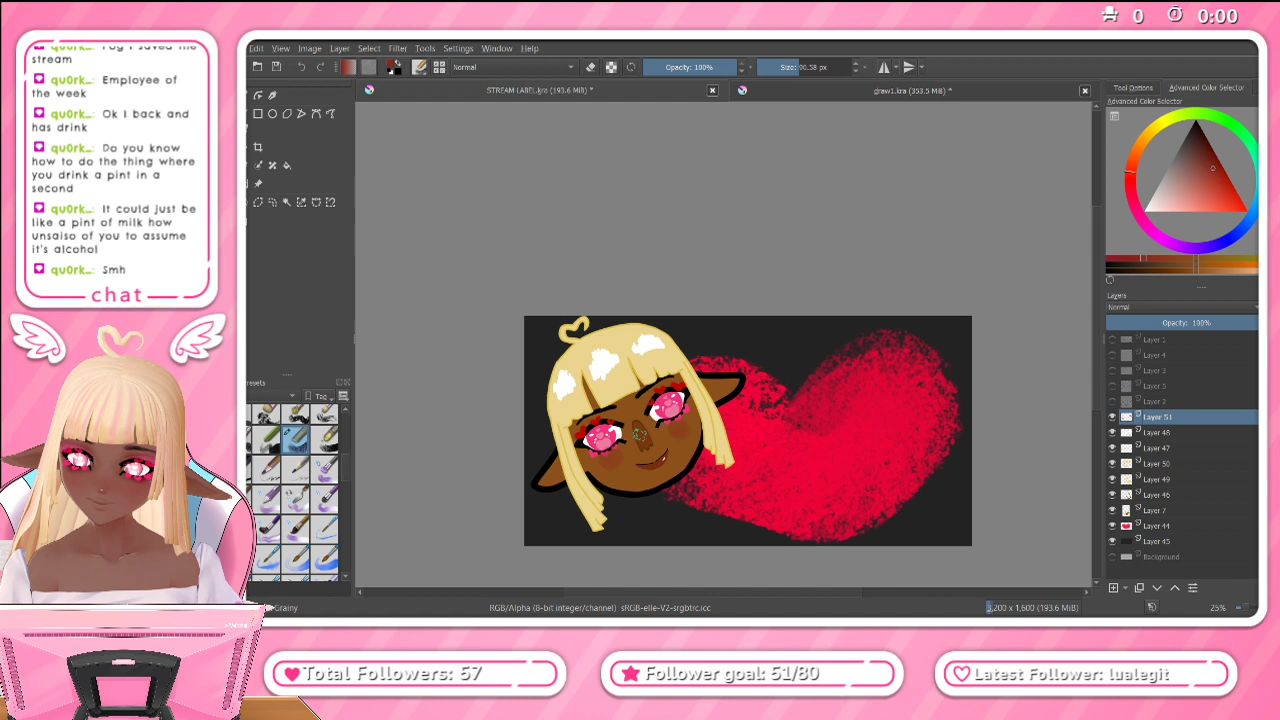 0 0:00
stream
qu0rk_: Employee of
the week
qu0rk_: Ok I back and
has drink
qu0rk_: Do you know
how to do the thing where
you drink a pint in a
second
qu0rk_: It could just be
like a pint of milk how
unsaiso of you to assume
it's alcohol
qu0rk_: Smh
chat
Edit View Image Layer Select Filter Tools Settings Window Help
Normal
Opacity: 100%
Size: 90.58 px
STREAM LABEL.kra (193.6 MiB) *
graw1.kra (353.5 MiB) *
Tool Options
Advanced Color Selector
Advanced Color Selector
Layers
Normal
Opacity: 100%
Layer 1
Layer 4
Layer 3
Layer 5
Layer 2
Layer 51
Layer 48
Layer 47
Layer 50
Layer 49
Layer 46
Layer 7
Layer 44
Layer 45
Background
Tag
Grainy
RGB/Alpha (8-bit integer/channel) sRGB-elle-V2-srgbtrc.icc
3,200 x 1,600 (193.6 MiB)
25%
Total Followers: 57
Follower goal: 51/80
Latest Follower: lualegit